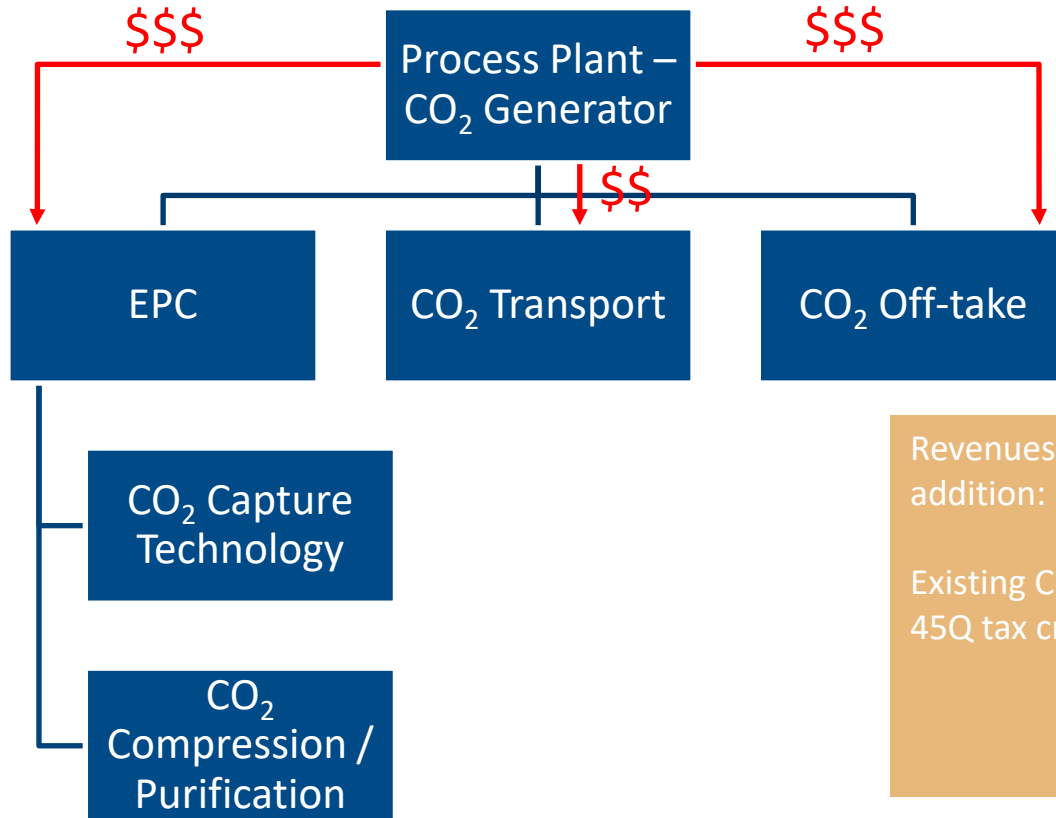 $$$
Process Plant –
CO₂ Generator
$$$
$$
EPC
CO₂ Transport
CO₂ Off-take
CO₂ Capture
Technology
Revenues
addition:
Existing C
45Q tax cr
CO₂
Compression /
Purification